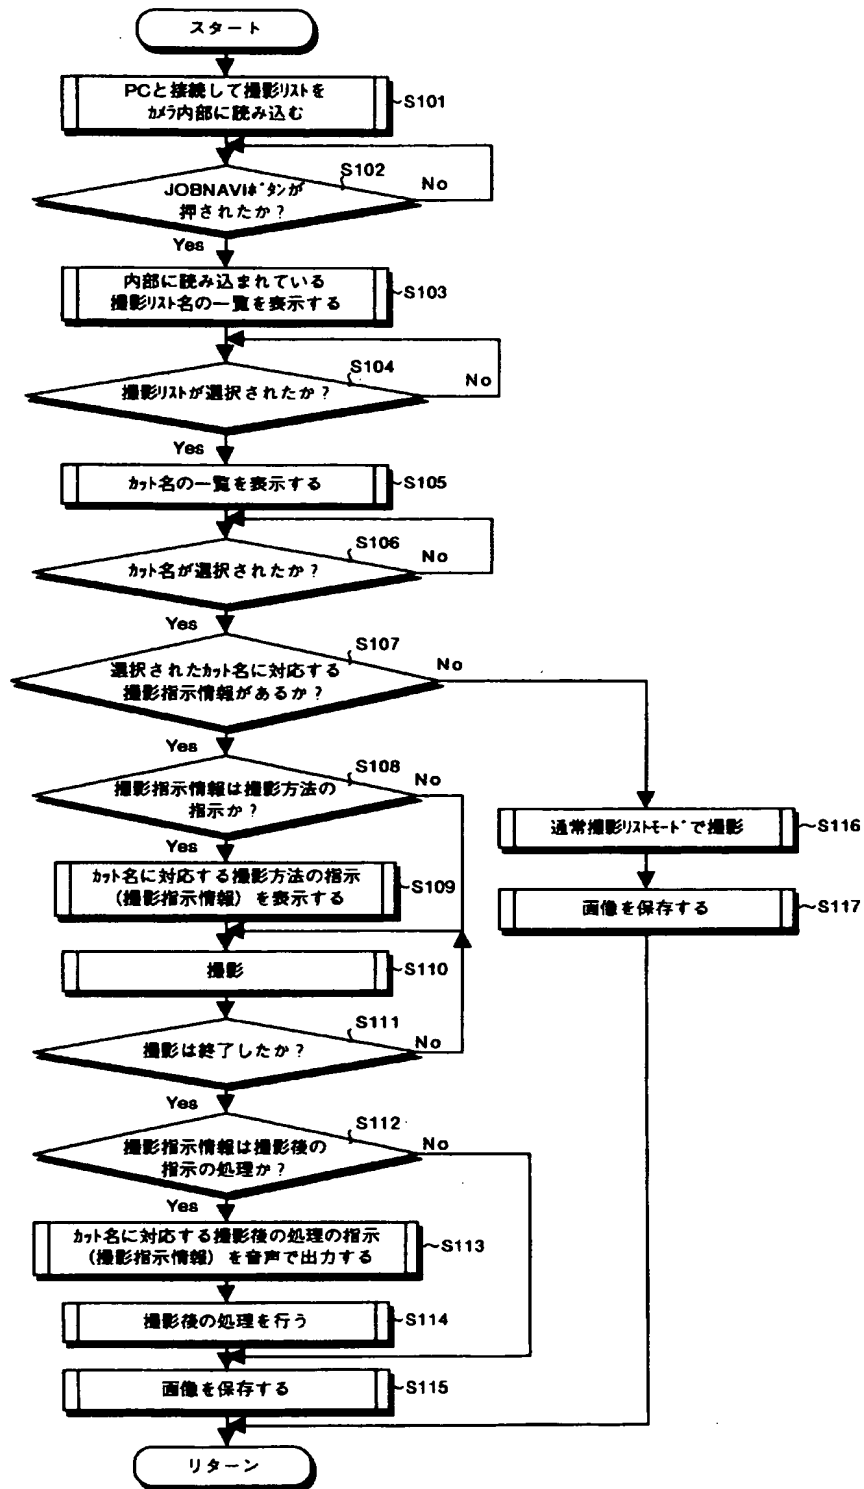 スタート
PCと接続して撮影リストを
カメラ内部に読み込む
S101
S102
JOBNAVIボタンが
押されたか？
No
Yes
内部に読み込まれている
撮影リスト名の一覧を表示する
S103
S104
撮影リストが選択されたか？
No
Yes
カット名の一覧を表示する
S105
S106
カット名が選択されたか？
No
Yes
S107
選択されたカット名に対応する
撮影指示情報があるか？
No
Yes
S108
撮影指示情報は撮影方法の
指示か？
No
Yes
通常撮影リストモードで撮影
S116
カット名に対応する撮影方法の指示
（撮影指示情報）を表示する
S109
画像を保存する
S117
撮影
S110
S111
撮影は終了したか？
No
Yes
S112
撮影指示情報は撮影後の
指示の処理か？
No
Yes
カット名に対応する撮影後の処理の指示
（撮影指示情報）を音声で出力する
S113
撮影後の処理を行う
S114
画像を保存する
S115
リターン